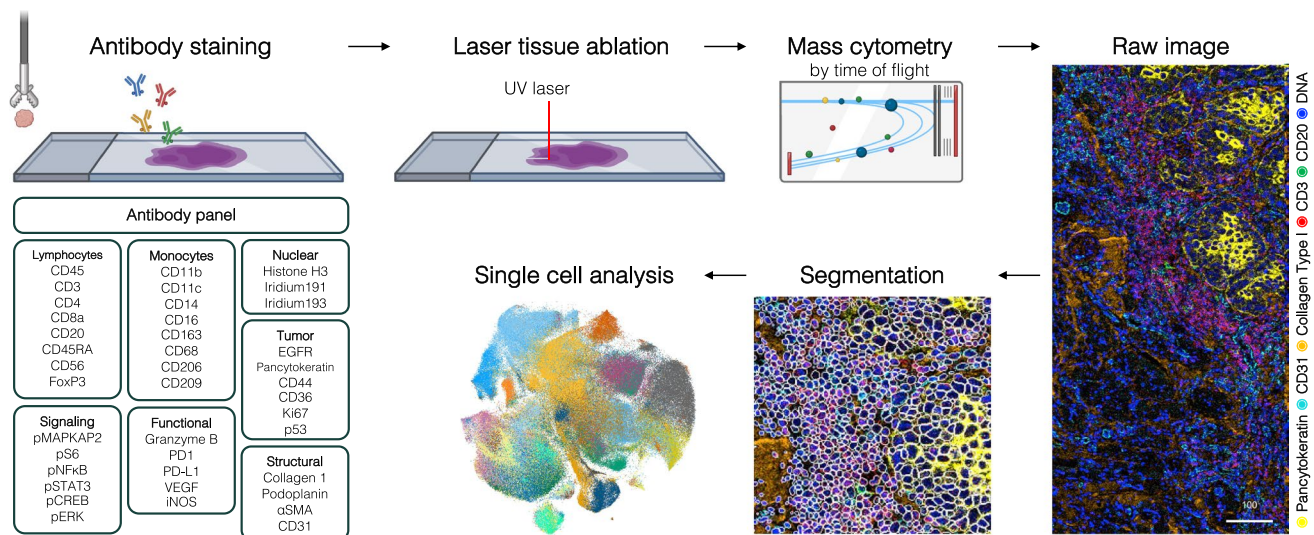 Antibody staining
Laser tissue ablation
Mass cytometry
by time of flight
Raw image
UV laser
Antibody panel
Lymphocytes
CD45
CD3
CD4
CD8a
CD20
CD45RA
CD56
FoxP3
Monocytes
CD11b
CD11c
CD14
CD16
CD163
CD68
CD206
CD209
Nuclear
Histone H3
Iridium191
Iridium193
Tumor
EGFR
Pancytokeratin
CD44
CD36
Ki67
p53
Signaling
pMAPKAP2
pS6
pNFκB
pSTAT3
pCREB
pERK
Functional
Granzyme B
PD1
PD-L1
VEGF
iNOS
Structural
Collagen 1
Podoplanin
αSMA
CD31
Single cell analysis
Segmentation
100
Pancytokeratin CD31 Collagen Type I CD3 CD20 DNA